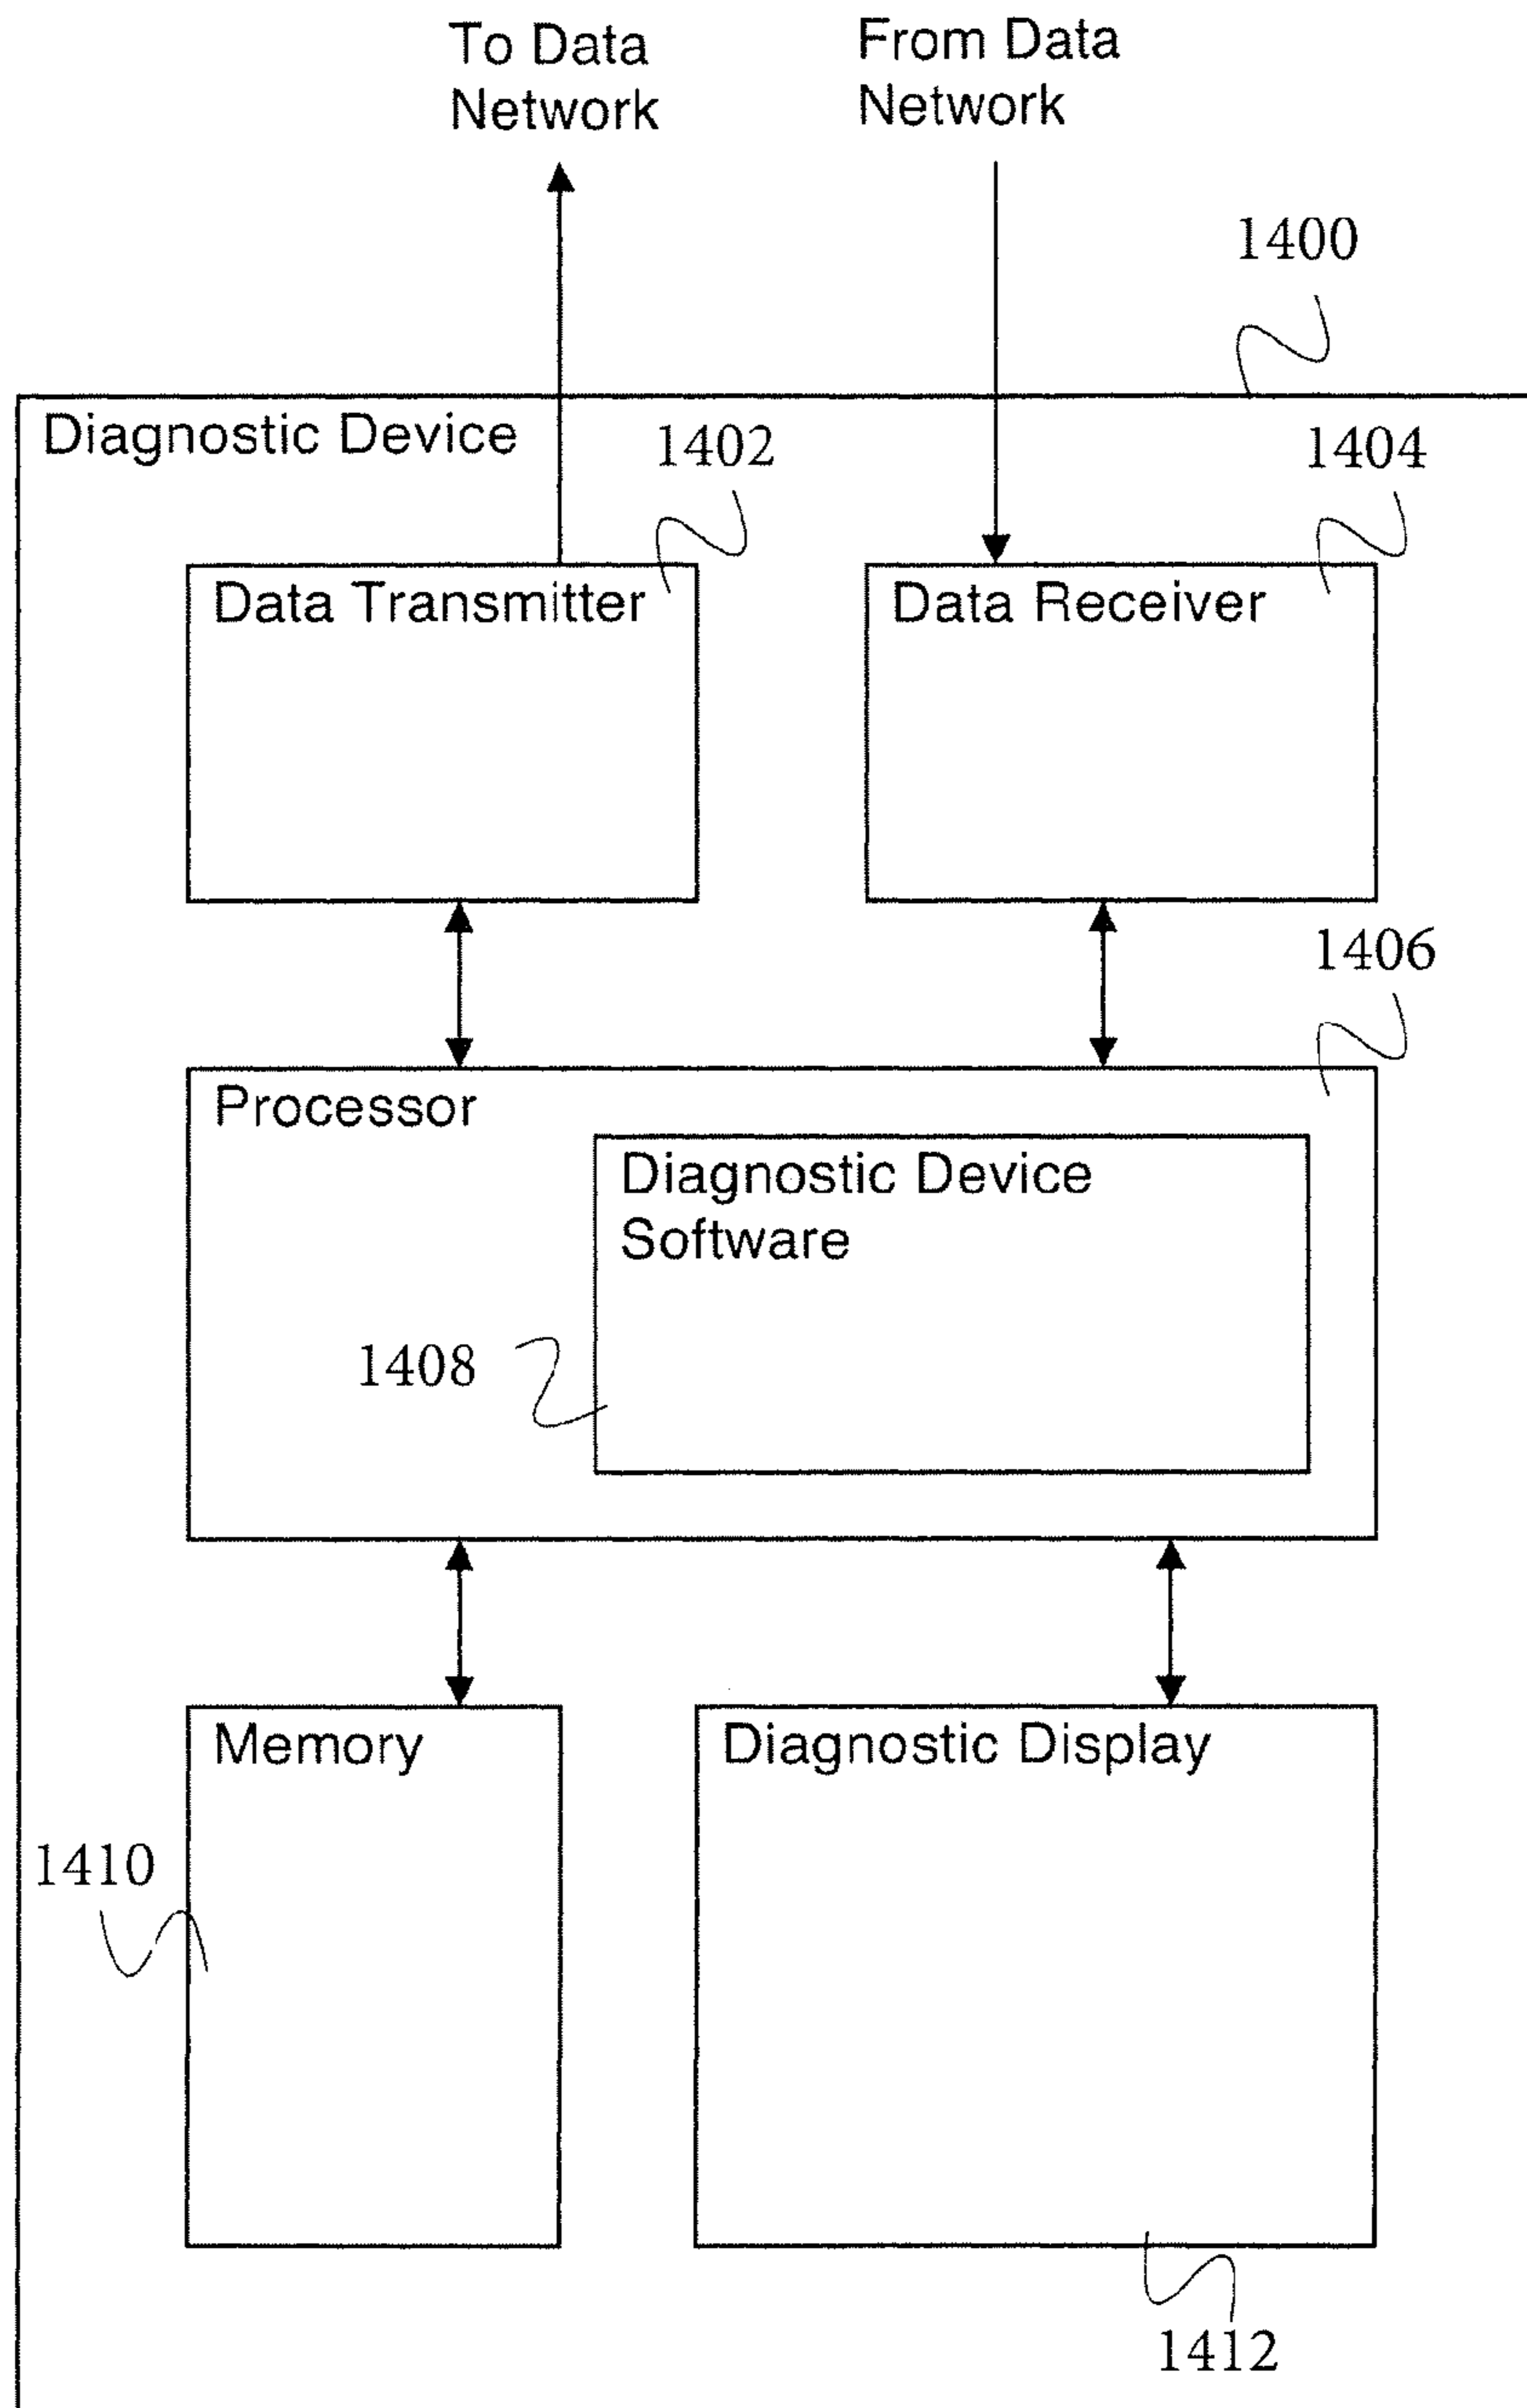 To Data
Network
From Data
Network
1400
Diagnostic Device
1402
1404
Data Transmitter
Data Receiver
1406
Processor
Diagnostic Device
Software
1408
Memory
Diagnostic Display
1410
1412